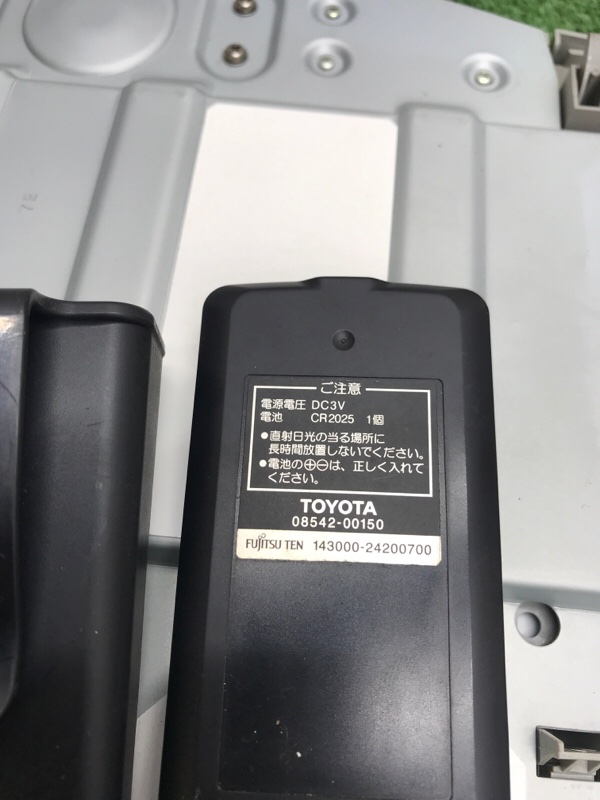 ご注意
電源電圧 DC3V
電池 CR2025 1個
●直射日光の当る場所に
長時間放置しないでください。
●電池の⊕⊖は、正しく入れて
ください。
TOYOTA
08542-00150
FUJITSU TEN 143000-24200700